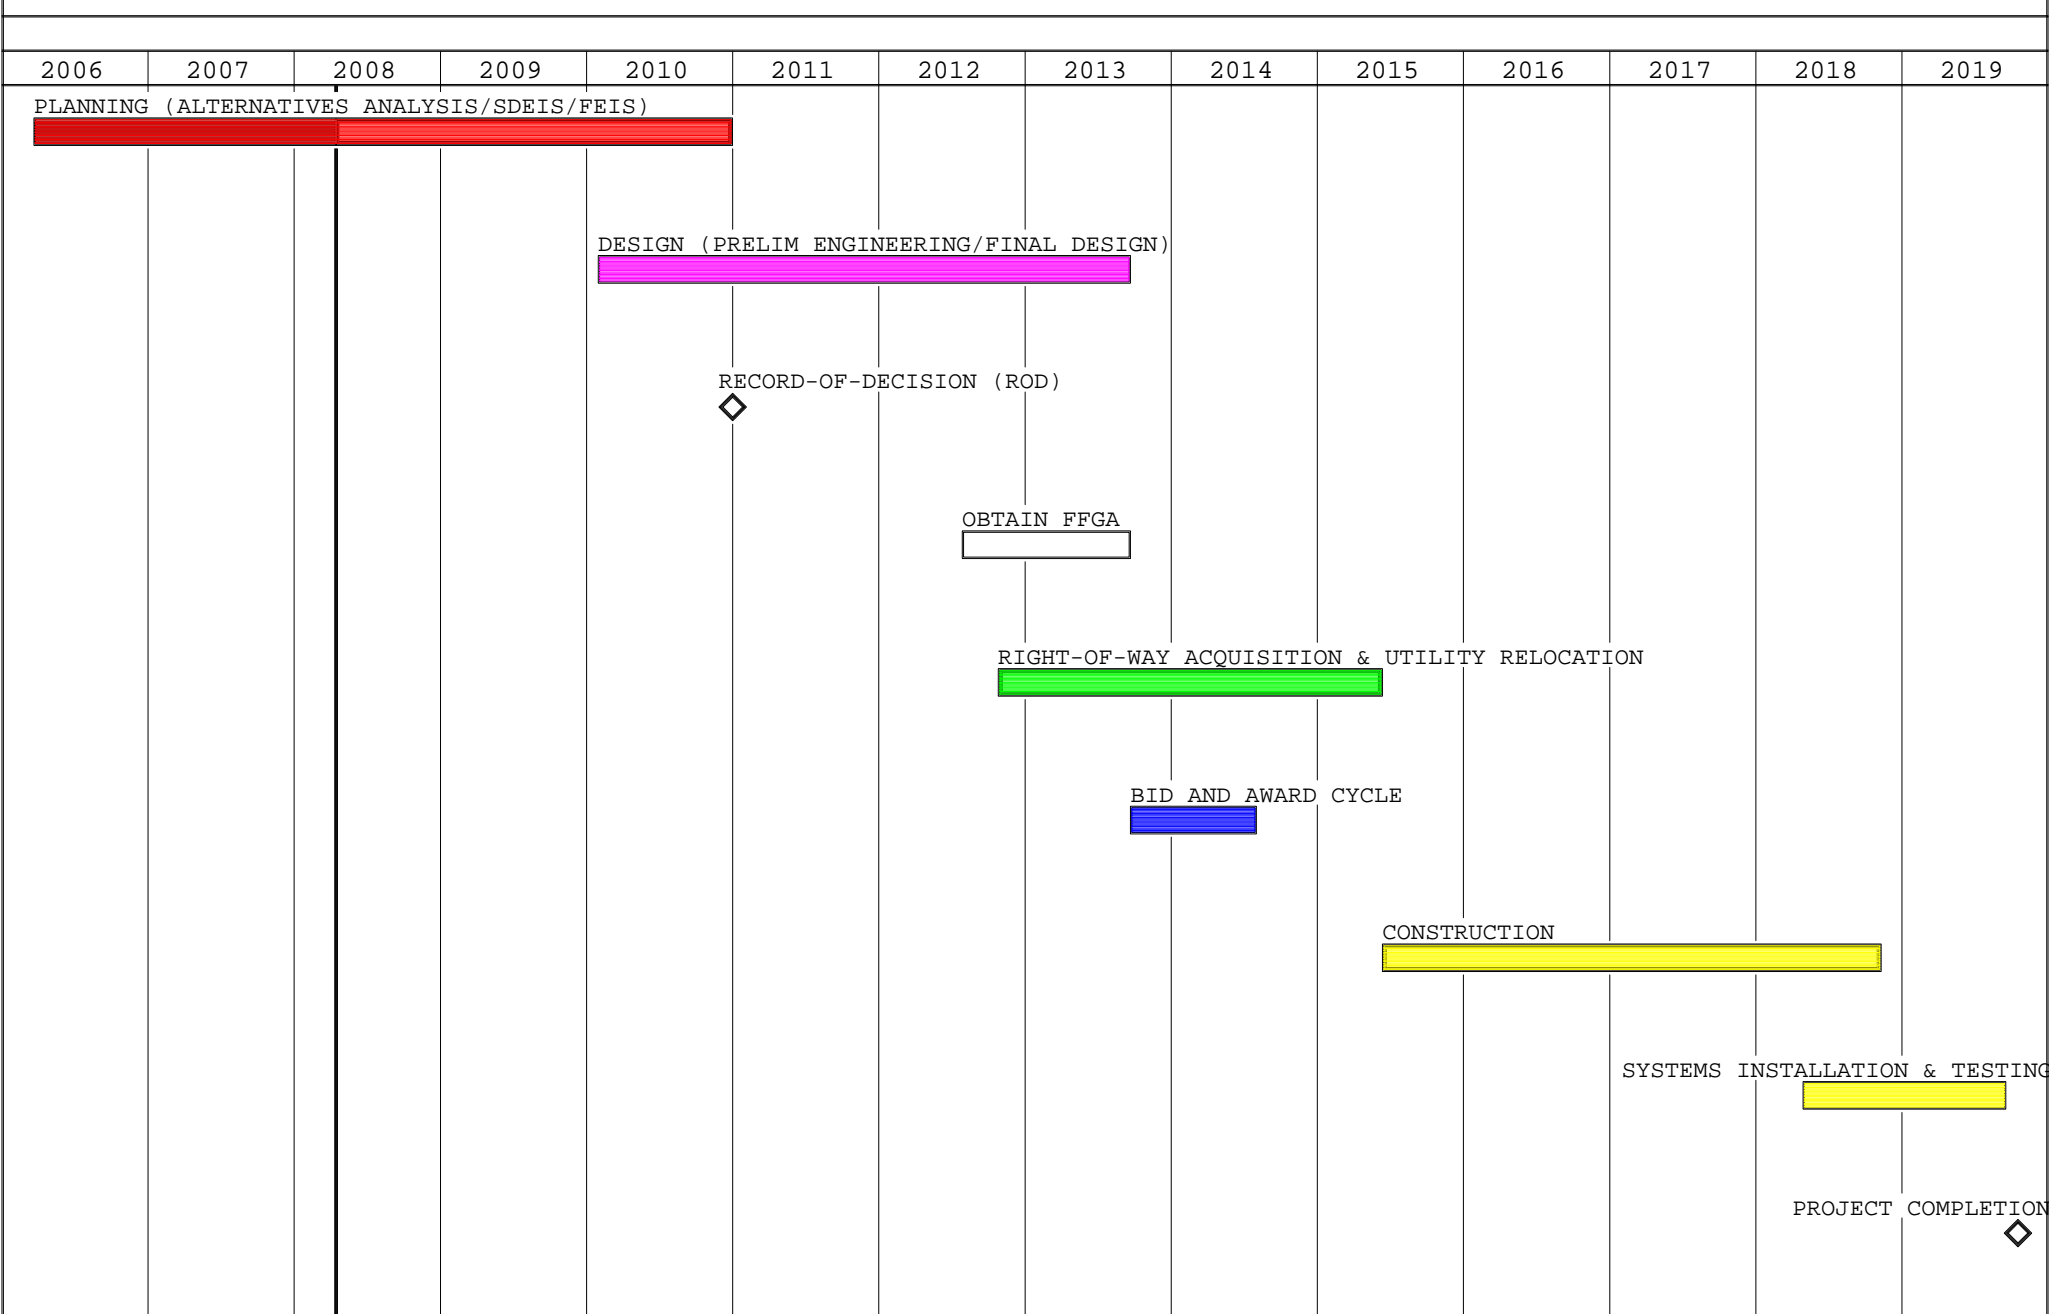 2006 2007 2008 2009 2010 2011 2012 2013 2014 2015 2016 2017 2018 2019
PLANNING (ALTERNATIVES ANALYSIS/SDEIS/FEIS)
DESIGN (PRELIM ENGINEERING/FINAL DESIGN)
RECORD-OF-DECISION (ROD)
OBTAIN FFGA
RIGHT-OF-WAY ACQUISITION & UTILITY RELOCATION
BID AND AWARD CYCLE
CONSTRUCTION
SYSTEMS INSTALLATION & TESTING
PROJECT COMPLETION